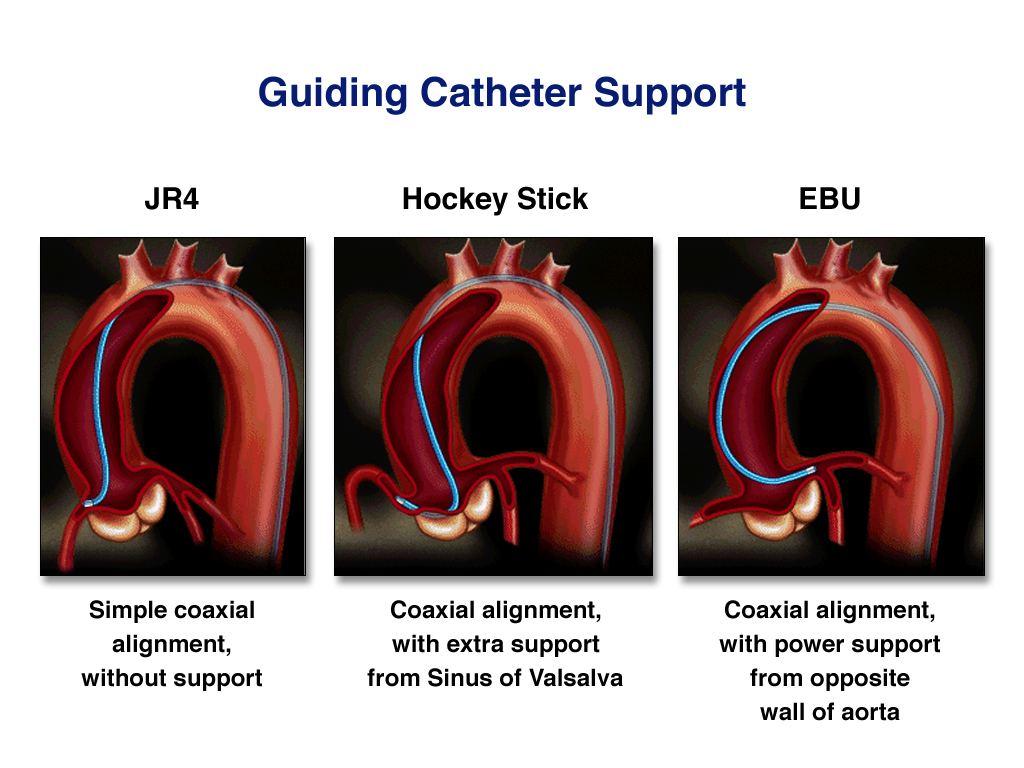 Guiding Catheter Support
JR4
Hockey Stick
EBU
Simple coaxial
alignment,
without support
Coaxial alignment,
with extra support
from Sinus of Valsalva
Coaxial alignment,
with power support
from opposite
wall of aorta